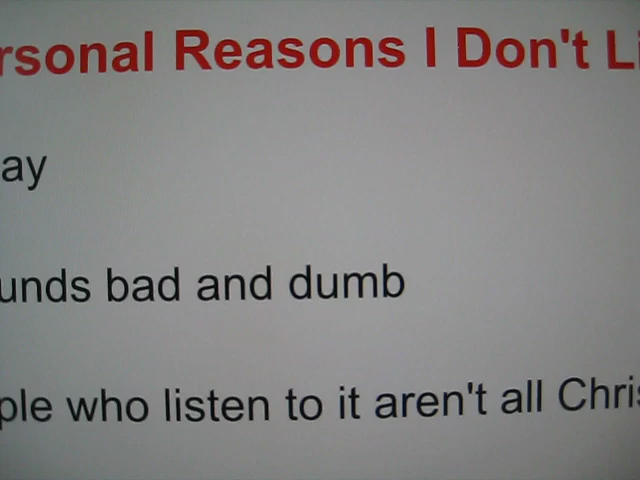 rsonal Reasons I Don't Li
ay
unds bad and dumb
ple who listen to it aren't all Chris